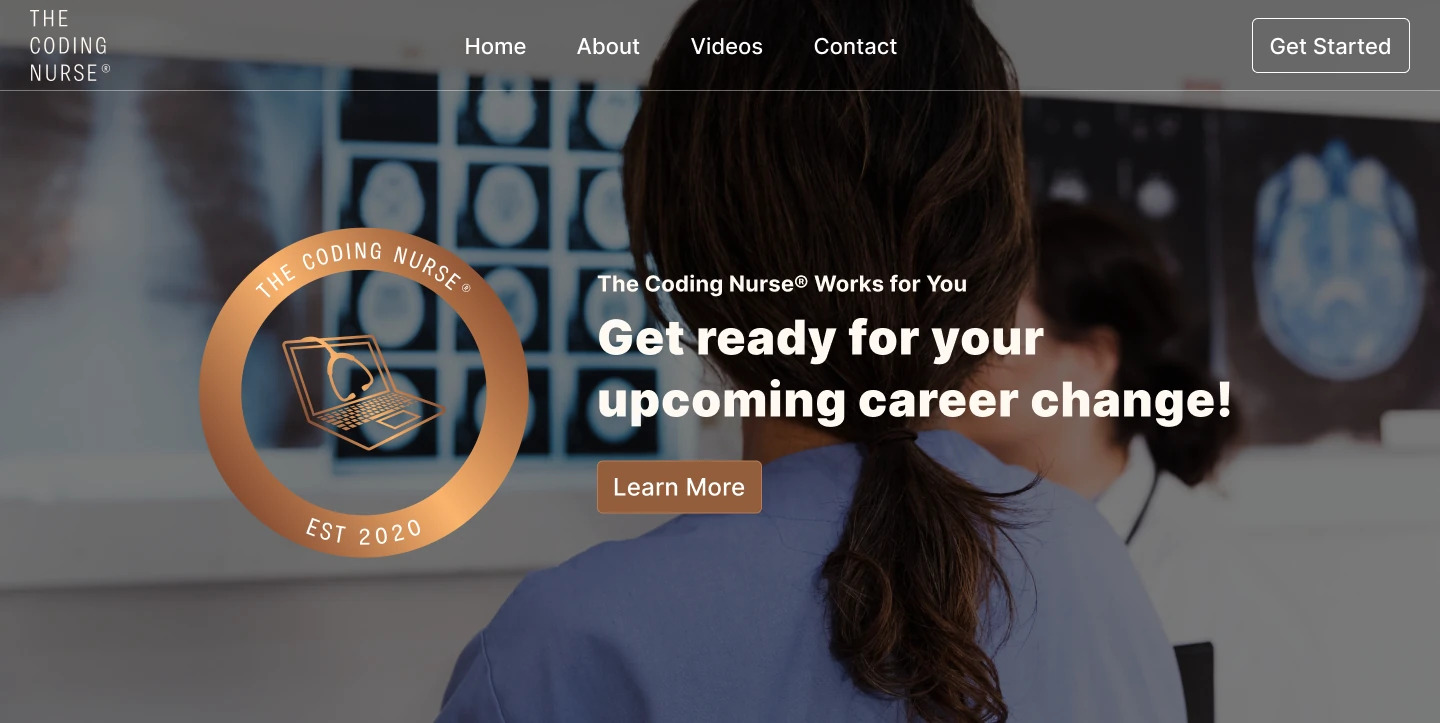 THE
CODING
NURSE®
Home
About
Videos
Contact
Get Started
THE CODING NURSE®
EST 2020
The Coding Nurse® Works for You
Get ready for your
upcoming career change!
Learn More